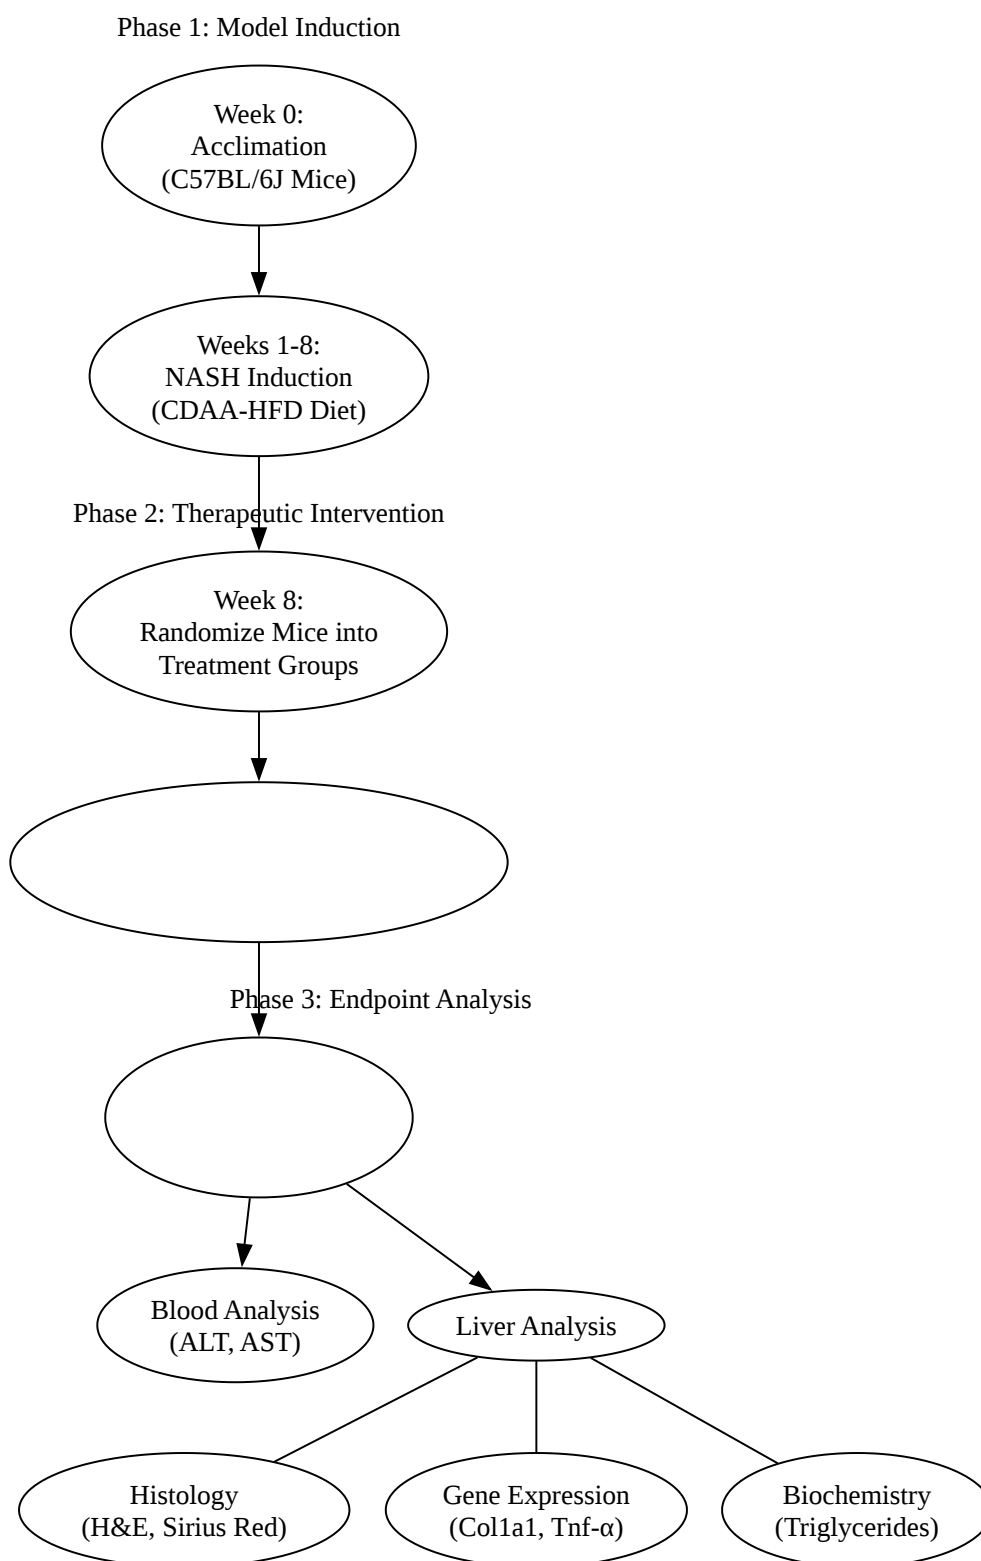 Phase 1: Model Induction
Week 0:
Acclimation
(C57BL/6J Mice)
Weeks 1-8:
NASH Induction
(CDAA-HFD Diet)
Phase 2: Therapeutic Intervention
Week 8:
Randomize Mice into
Treatment Groups
Phase 3: Endpoint Analysis
Blood Analysis
(ALT, AST)
Liver Analysis
Histology
(H&E, Sirius Red)
Gene Expression
(Col1a1, Tnf-α)
Biochemistry
(Triglycerides)